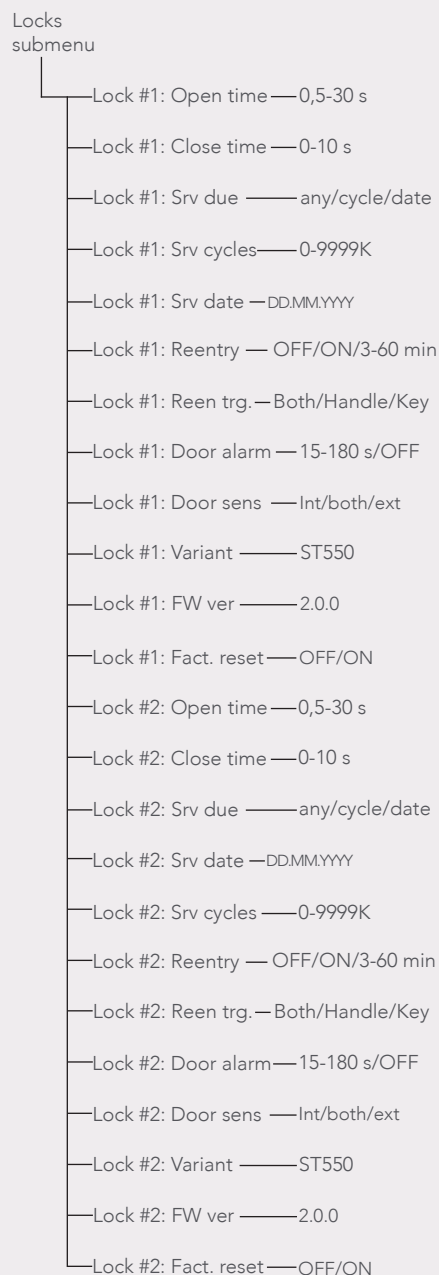 Locks
submenu
Lock #1: Open time 0,5-30 s
Lock #1: Close time 0-10 s
Lock #1: Srv due any/cycle/date
Lock #1: Srv cycles 0-9999K
Lock #1: Srv date DD.MM.YYYY
Lock #1: Reentry OFF/ON/3-60 min
Lock #1: Reen trg. Both/Handle/Key
Lock #1: Door alarm 15-180 s/OFF
Lock #1: Door sens Int/both/ext
Lock #1: Variant ST550
Lock #1: FW ver 2.0.0
Lock #1: Fact. reset OFF/ON
Lock #2: Open time 0,5-30 s
Lock #2: Close time 0-10 s
Lock #2: Srv due any/cycle/date
Lock #2: Srv date DD.MM.YYYY
Lock #2: Srv cycles 0-9999K
Lock #2: Reentry OFF/ON/3-60 min
Lock #2: Reen trg. Both/Handle/Key
Lock #2: Door alarm 15-180 s/OFF
Lock #2: Door sens Int/both/ext
Lock #2: Variant ST550
Lock #2: FW ver 2.0.0
Lock #2: Fact. reset OFF/ON